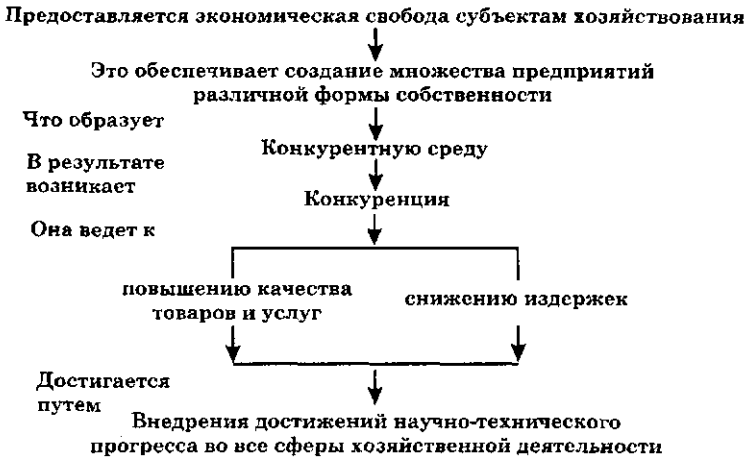 Предоставляется экономическая свобода субъектам хозяйствования
Это обеспечивает создание множества предприятий
различной формы собственности
Что образует
Конкурентную среду
В результате
возникает
Конкуренция
Она ведет к
повышению качества
товаров и услуг
снижению издержек
Достигается
путем
Внедрения достижений научно-технического
прогресса во все сферы хозяйственной деятельности